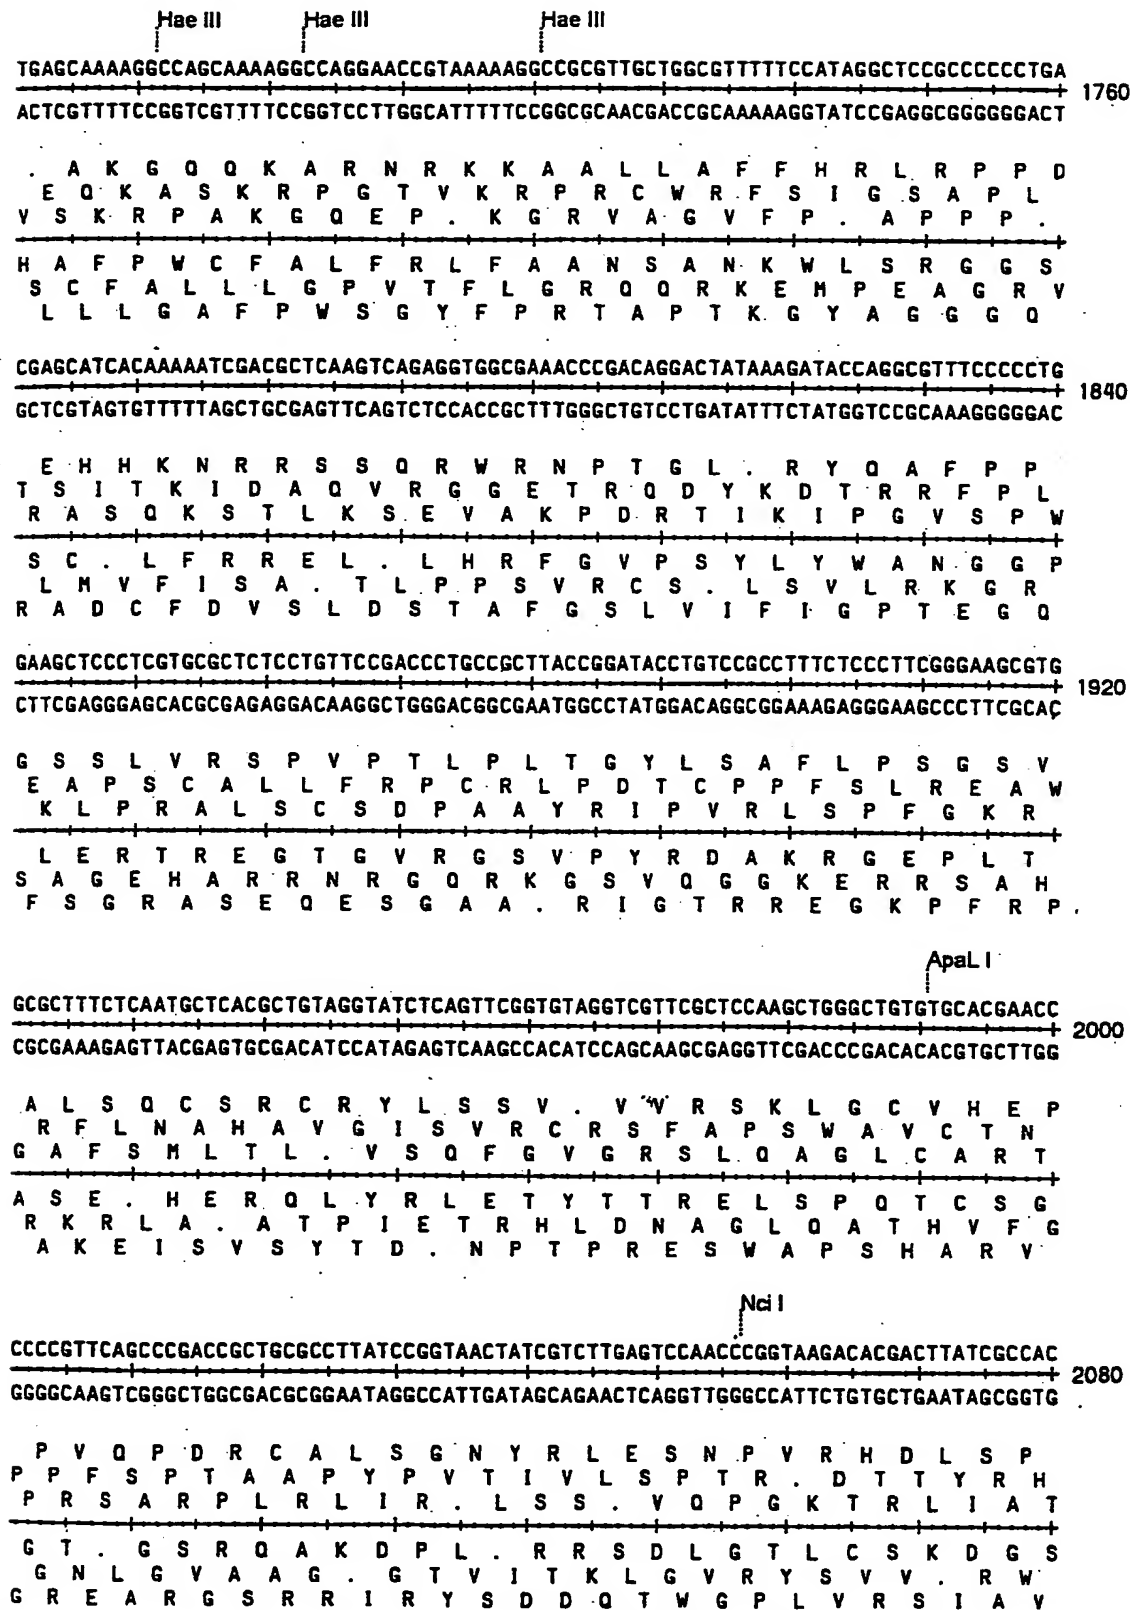 Hae III Hae III Hae III
TGAGCAAAAGGCCAGCAAAAGGCCAGGAACCGTAAAAAGGCCGCGTTGCTGGCGTTTTTCCATAGGCTCCGCCCCCCTGA
1760
ACTCGTTTTCCGGTCGTTTTCCGGTCCTTGGCATTTTTCCGGCGCAACGACCGCAAAAAGGTATCCGAGGCGGGGGGACT
. A K G Q Q K A R N R K K A A L L A F F H R L R P P D
E Q K A S K R P G T V K R P R C W R F S I G S A P L
V S K R P A K G Q E P . K G R V A G V F P . A P P P .
H A F P W C F A L F R L F A A N S A N K W L S R G G S
S C F A L L L G P V T F L G R Q Q R K E M P E A G R V
L L L G A F P W S G Y F P R T A P T K G Y A G G G Q
CGAGCATCACAAAAATCGACGCTCAAGTCAGAGGTGGCGAAACCCGACAGGACTATAAAGATACCAGGCGTTTCCCCCTG
1840
GCTCGTAGTGTTTTTAGCTGCGAGTTCAGTCTCCACCGCTTTGGGCTGTCCTGATATTTCTATGGTCCGCAAAGGGGGAC
E H H K N R R S S Q R W R N P T G L . R Y Q A F P P
T S I T K I D A Q V R G G E T R Q D Y K D T R R F P L
R A S Q K S T L K S E V A K P D R T I K I P G V S P W
S C . L F R R E L . L H R F G V P S Y L Y W A N G G P
L M V F I S A . T L P P S V R C S . L S V L R K G R
R A D C F D V S L D S T A F G S L V I F I G P T E G Q
GAAGCTCCCTCGTGCGCTCTCCTGTTCCGACCCTGCCGCTTACCGGATACCTGTCCGCCTTTCTCCCTTCGGGAAGCGTG
1920
CTTCGAGGGAGCACGCGAGAGGACAAGGCTGGGACGGCGAATGGCCTATGGACAGGCGGAAAGAGGGAAGCCCTTCGCAC
G S S L V R S P V P T L P L T G Y L S A F L P S G S V
E A P S C A L L F R P C R L P D T C P P F S L R E A W
K L P R A L S C S D P A A Y R I P V R L S P F G K R
L E R T R E G T G V R G S V P Y R D A K R G E P L T
S A G E H A R R N R G Q R K G S V Q G G K E R R S A H
F S G R A S E Q E S G A A . R I G T R R E G K P F R P
ApaL I
GCGCTTTCTCAATGCTCACGCTGTAGGTATCTCAGTTCGGTGTAGGTCGTTCGCTCCAAGCTGGGCTGTGTGCACGAACC
2000
CGCGAAAGAGTTACGAGTGCGACATCCATAGAGTCAAGCCACATCCAGCAAGCGAGGTTCGACCCGACACACGTGCTTGG
A L S Q C S R C R Y L S S V . V V R S K L G C V H E P
R F L N A H A V G I S V R C R S F A P S W A V C T N
G A F S M L T L . V S Q F G V G R S L Q A G L C A R T
A S E . H E R Q L Y R L E T Y T T R E L S P Q T C S G
R K R L A . A T P I E T R H L D N A G L Q A T H V F G
A K E I S V S Y T D . N P T P R E S W A P S H A R V
Nci I
CCCCGTTCAGCCCGACCGCTGCGCCTTATCCGGTAACTATCGTCTTGAGTCCAACCCGGTAAGACACGACTTATCGCCAC
2080
GGGGCAAGTCGGGCTGGCGACGCGGAATAGGCCATTGATAGCAGAACTCAGGTTGGGCCATTCTGTGCTGAATAGCGGTG
P V Q P D R C A L S G N Y R L E S N P V R H D L S P
P P F S P T A A P Y P V T I V L S P T R . D T T Y R H
P R S A R P L R L I R . L S S . V Q P G K T R L I A T
G T . G S R Q A K D P L . R R S D L G T L C S K D G S
G N L G V A A G . G T V I T K L G V R Y S V V . R W
G R E A R G S R R I R Y S D D Q T W G P L V R S I A V